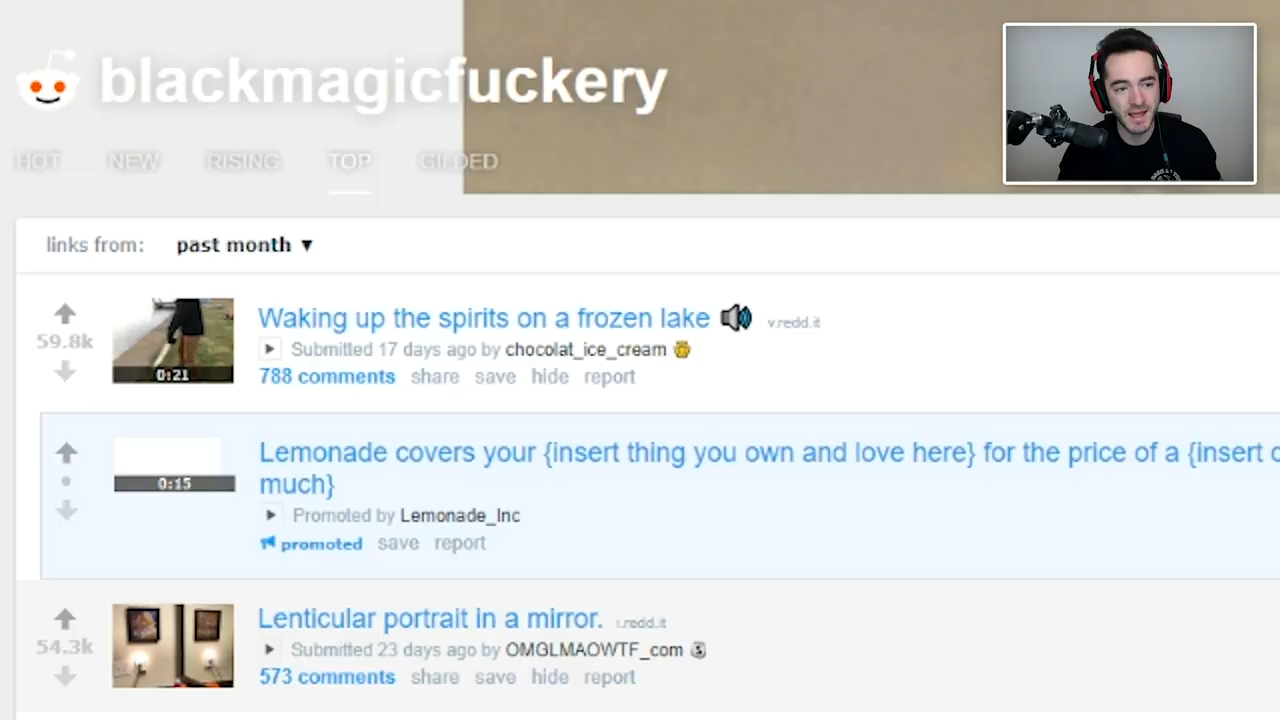 blackmagicfuckery
HOT NEW RISING TOP GILDED
links from: past month ▼
59.8k
0:21
Waking up the spirits on a frozen lake v.redd.it
Submitted 17 days ago by chocolat_ice_cream
788 comments share save hide report
0:15
Lemonade covers your {insert thing you own and love here} for the price of a {insert
much}
Promoted by Lemonade_Inc
promoted save report
54.3k
Lenticular portrait in a mirror. i.redd.it
Submitted 23 days ago by OMGLMAOWTF_com
573 comments share save hide report